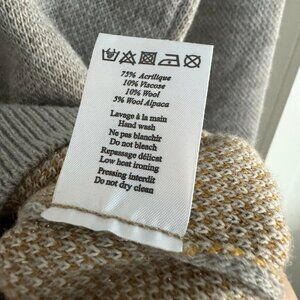 75% Acrilique
10% Viscose
10% Wool
5% Wool Alpaca
Lavage à la main
Hand wash
Ne pas blanchir
Do not bleach
Repassage délicat
Low heat ironing
Pressing interdit
Do not dry clean